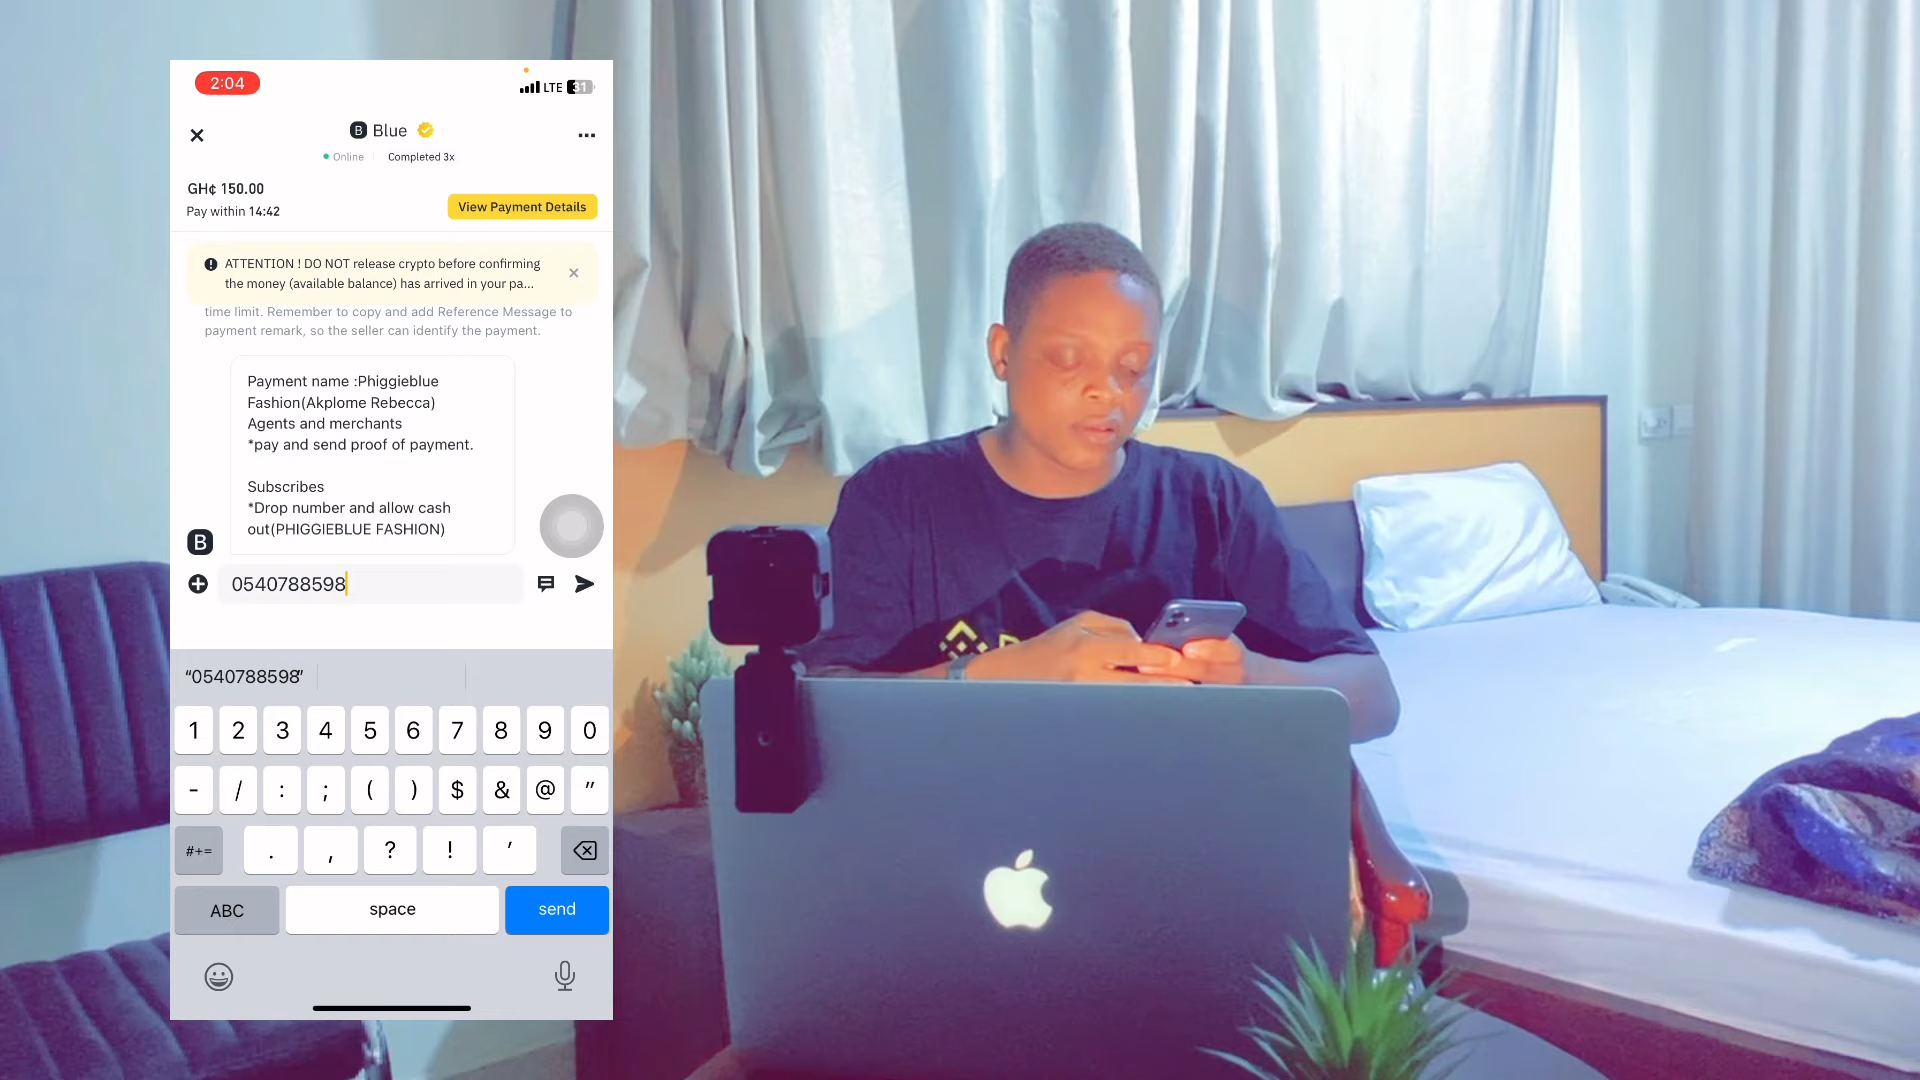 2:04
LTE 31
B Blue
Online Completed 3x
GH¢ 150.00
Pay within 14:42
View Payment Details
ATTENTION ! DO NOT release crypto before confirming
the money (available balance) has arrived in your pa...
time limit. Remember to copy and add Reference Message to
payment remark, so the seller can identify the payment.
Payment name :Phiggieblue
Fashion(Akplome Rebecca)
Agents and merchants
*pay and send proof of payment.
Subscribes
*Drop number and allow cash
out(PHIGGIEBLUE FASHION)
B
0540788598
“0540788598”
1 2 3 4 5 6 7 8 9 0
- / : ; ( ) $ & @ "
#+= . , ? ! '
ABC space send